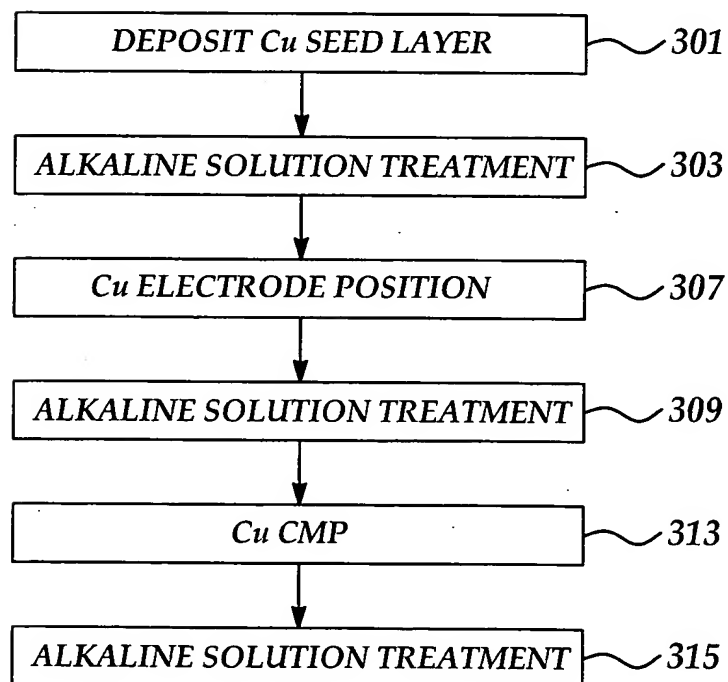 DEPOSIT Cu SEED LAYER 301
ALKALINE SOLUTION TREATMENT 303
Cu ELECTRODE POSITION 307
ALKALINE SOLUTION TREATMENT 309
Cu CMP 313
ALKALINE SOLUTION TREATMENT 315